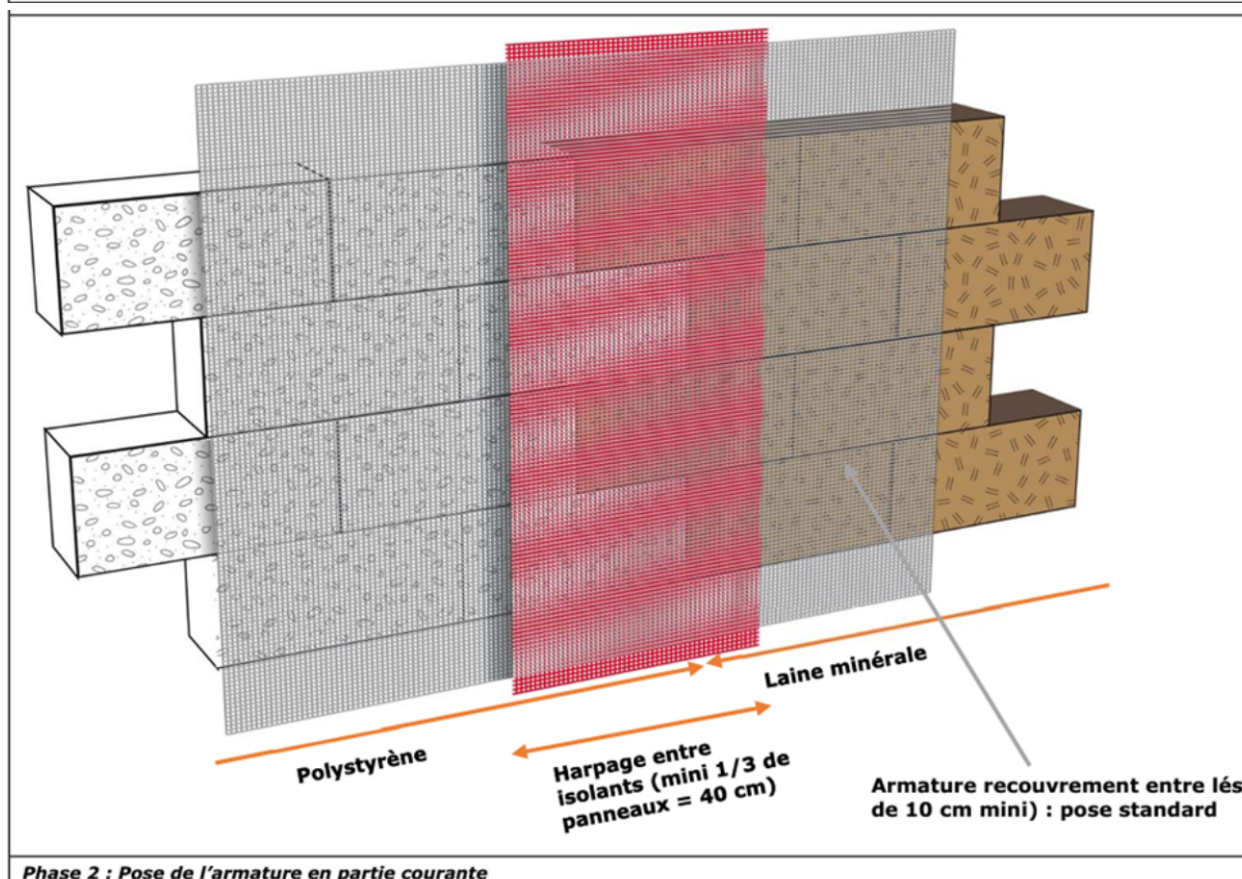 Polystyrène
Laine minérale
Harpage entre
isolants (mini 1/3 de
panneaux = 40 cm)
Armature recouvrement entre lés
de 10 cm mini) : pose standard
Phase 2 : Pose de l'armature en partie courante